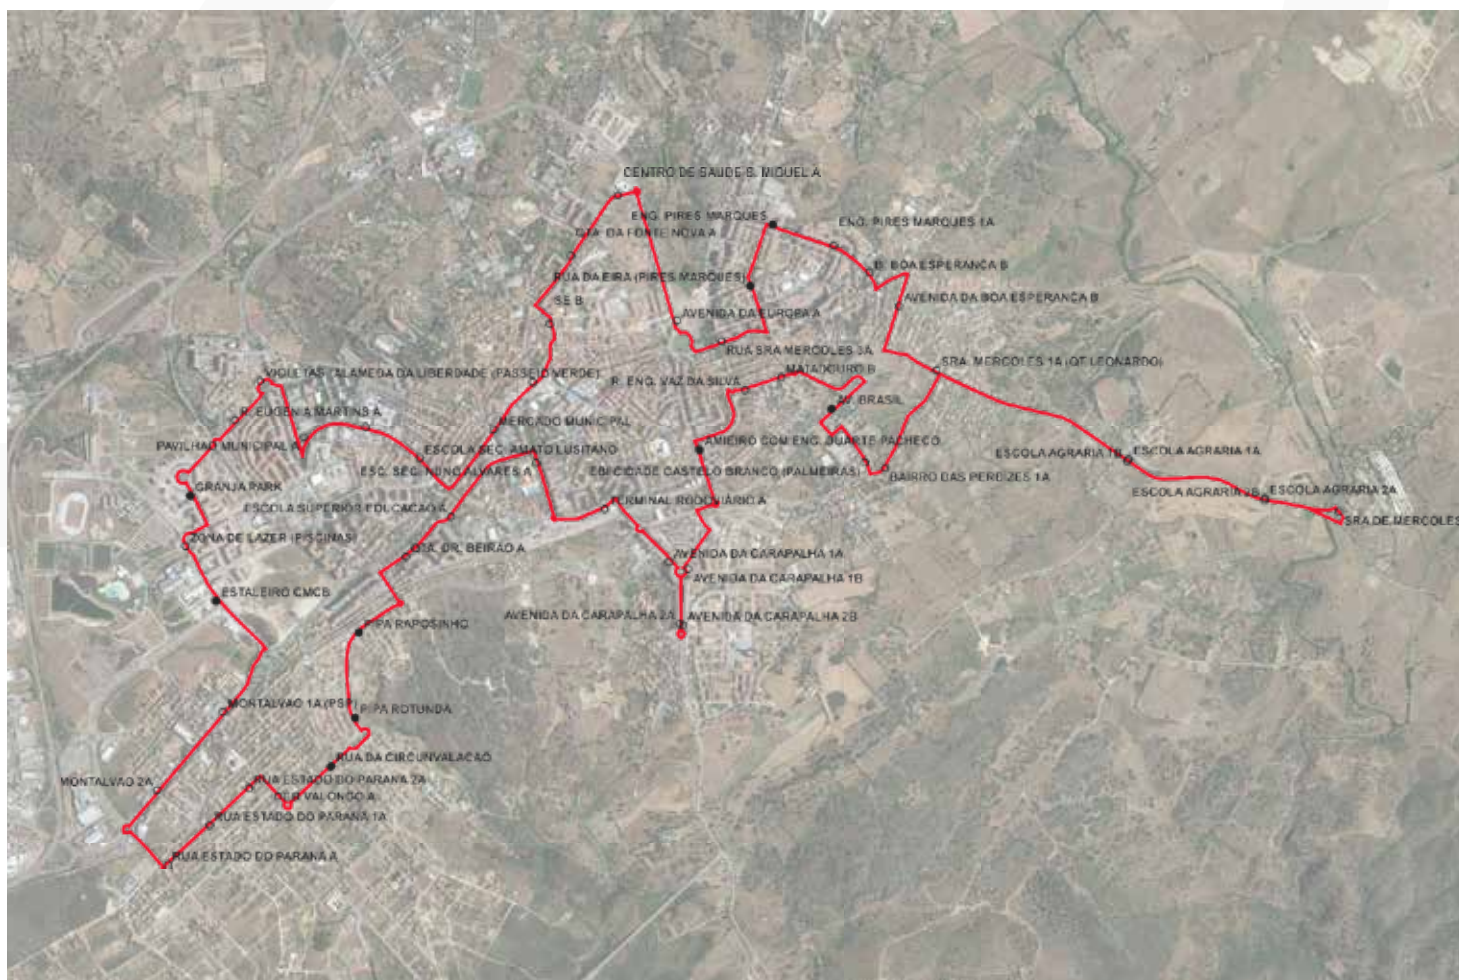 CENTRO DE SAUDE S. MIGUEL A
ENG. PIRES MARQUES
ENG. PIRES MARQUES 1A
QTA. DA FONTE NOVA A
B. BOA ESPERANCA B
RUA DA EIRA (PIRES MARQUES)
SE B
AVENIDA DA BOA ESPERANCA B
AVENIDA DA EUROPA A
RUA SRA MERCOLES 3A
SRA. MERCOLES 1A (QT LEONARDO)
MATADOURO B
VIOLETAS
(ALAMEDA DA LIBERDADE (PASSEIO VERDE)
R. ENG. VAZ DA SILVA
AV. BRASIL
R. EUGENIA MARTINS A
MERCADO MUNICIPAL
PAVILHAO MUNICIPAL A
AMIEIRO COM ENG. DUARTE PACHECO
ESCOLA SEC. AMATO LUSITANO
ESCOLA AGRARIA 1B
ESCOLA AGRARIA 1A
ESC. SEC. NUNO ALVARES A
EBI CIDADE CASTELO BRANCO (PALMEIRAS)
BAIRRO DAS PERDIZES 1A
GRANJA PARK
ESCOLA AGRARIA 2B
ESCOLA AGRARIA 2A
TERMINAL RODOVIÁRIO A
ESCOLA SUPERIOR EDUCACAO A
SRA DE MERCOLES
ZONA DE LAZER (PISCINAS)
QTA. DR. BEIRÃO A
AVENIDA DA CARAPALHA 1A
AVENIDA DA CARAPALHA 1B
ESTALEIRO CMCB
AVENIDA DA CARAPALHA 2A
AVENIDA DA CARAPALHA 2B
PIPA RAPOSINHO
MONTALVAO 1A (PSP)
PIPA ROTUNDA
RUA DA CIRCUNVALACAO
MONTALVAO 2A
RUA ESTADO DO PARANA 2A
VALONGO A
RUA ESTADO DO PARANA 1A
RUA ESTADO DO PARANA A